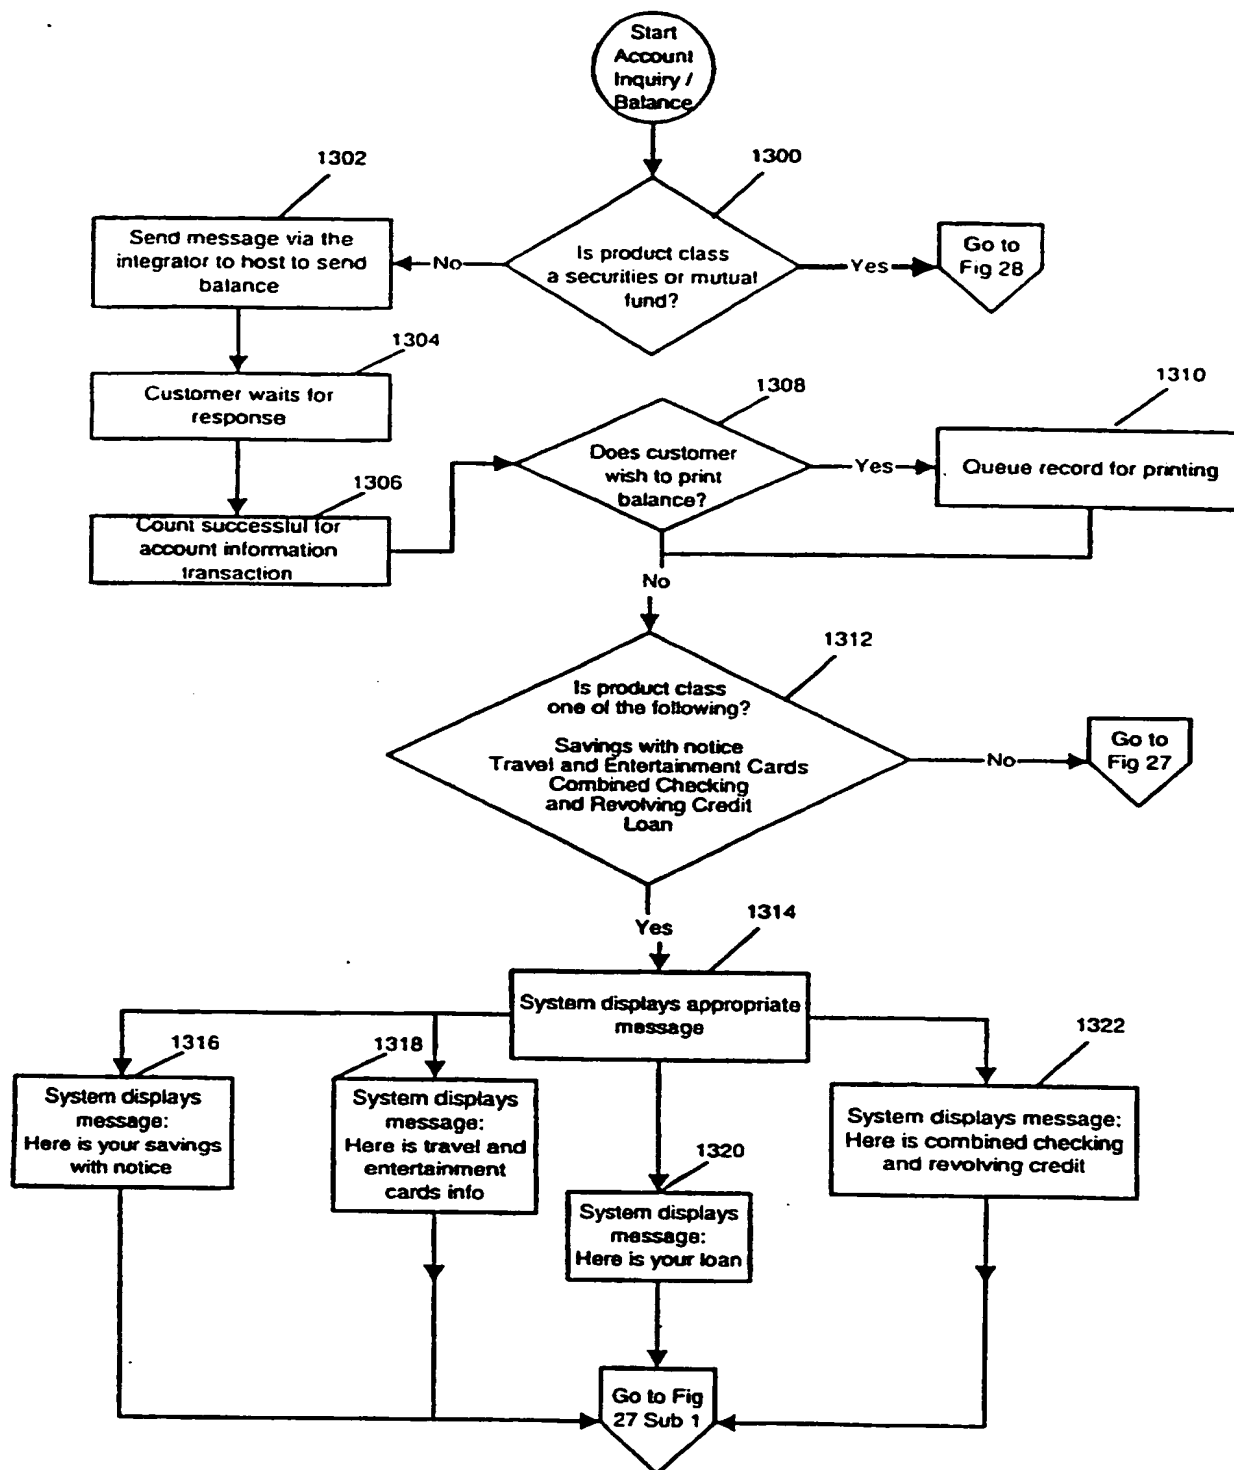 Start
Account
Inquiry /
Balance
1302
1300
Send message via the
integrator to host to send
balance
No
Is product class
a securities or mutual
fund?
Yes
Go to
Fig 28
1304
Customer waits for
response
1308
1310
Does customer
wish to print
balance?
Yes
Queue record for printing
1306
Count successful for
account information
transaction
No
1312
Is product class
one of the following?
Savings with notice
Travel and Entertainment Cards
Combined Checking
and Revolving Credit
Loan
No
Go to
Fig 27
Yes
1314
System displays appropriate
message
1316
1318
1322
System displays
message:
Here is your savings
with notice
System displays
message:
Here is travel and
entertainment
cards info
1320
System displays
message:
Here is your loan
System displays message:
Here is combined checking
and revolving credit
Go to Fig
27 Sub 1